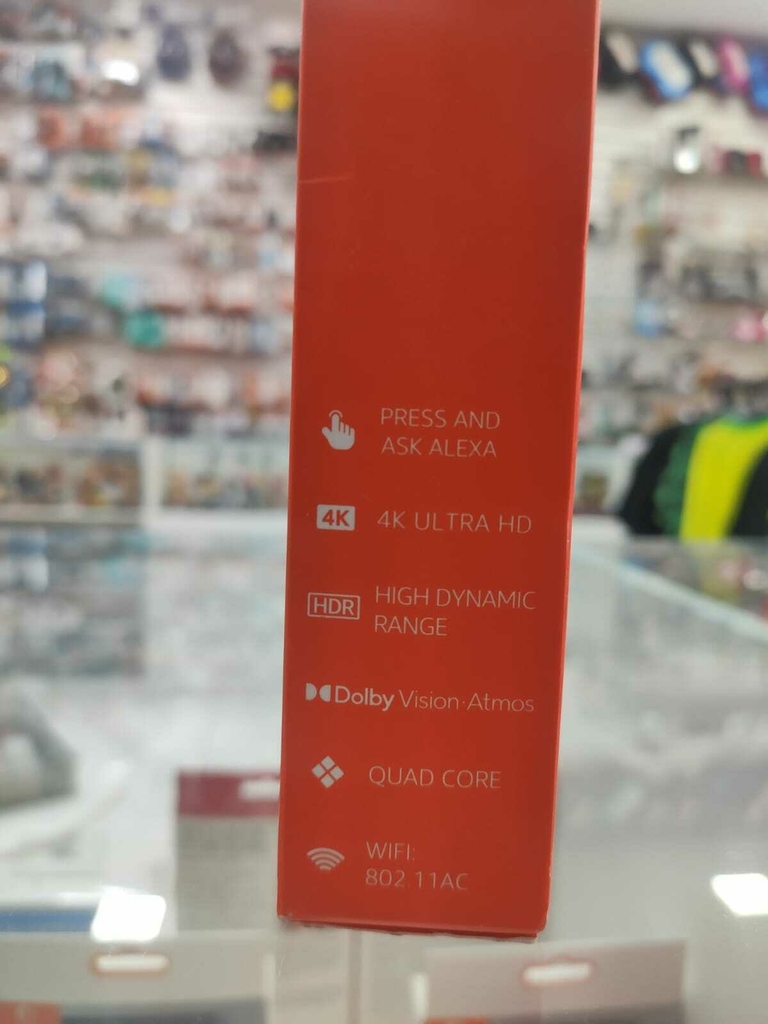 PRESS AND
ASK ALEXA
4K 4K ULTRA HD
HDR HIGH DYNAMIC
RANGE
Dolby Vision·Atmos
QUAD CORE
WIFI:
802.11AC